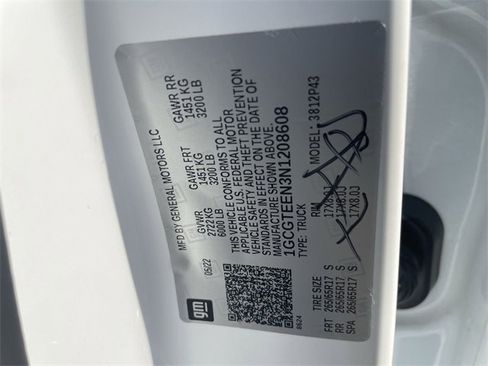 gm
MFD BY GENERAL MOTORS LLC
06/22 GVWR GAWR FRT GAWR RR
2722 KG 1451 KG 1451 KG
6000 LB 3200 LB 3200 LB
THIS VEHICLE CONFORMS TO ALL
APPLICABLE U.S. FEDERAL MOTOR
VEHICLE SAFETY AND THEFT PREVENTION
STANDARDS IN EFFECT ON THE DATE OF
MANUFACTURE SHOWN ABOVE.
1GCGTEEN3N1208608
TYPE: TRUCK MODEL: 3812P43
8624
TIRE SIZE RIM
FRT 265/65R17 S 17X8.0J
RR 265/65R17 S 17X8.0J
SPA 265/65R17 S 17X8.0J